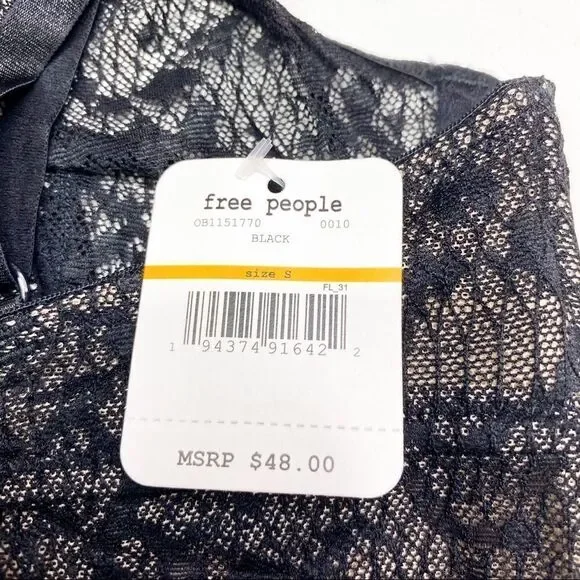 free people
OB1151770 0010
BLACK
size S
FL_31
1 94374 91642 2
MSRP $48.00